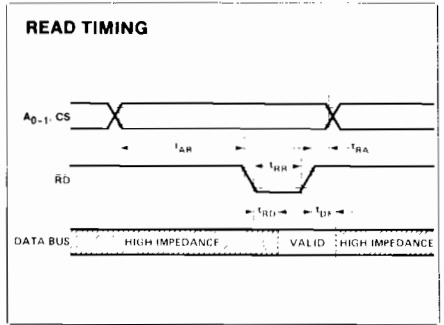 READ TIMING
A0–1, CS
tAR
tRA
tRR
RD
tRD
tDF
DATA BUS HIGH IMPEDANCE VALID HIGH IMPEDANCE